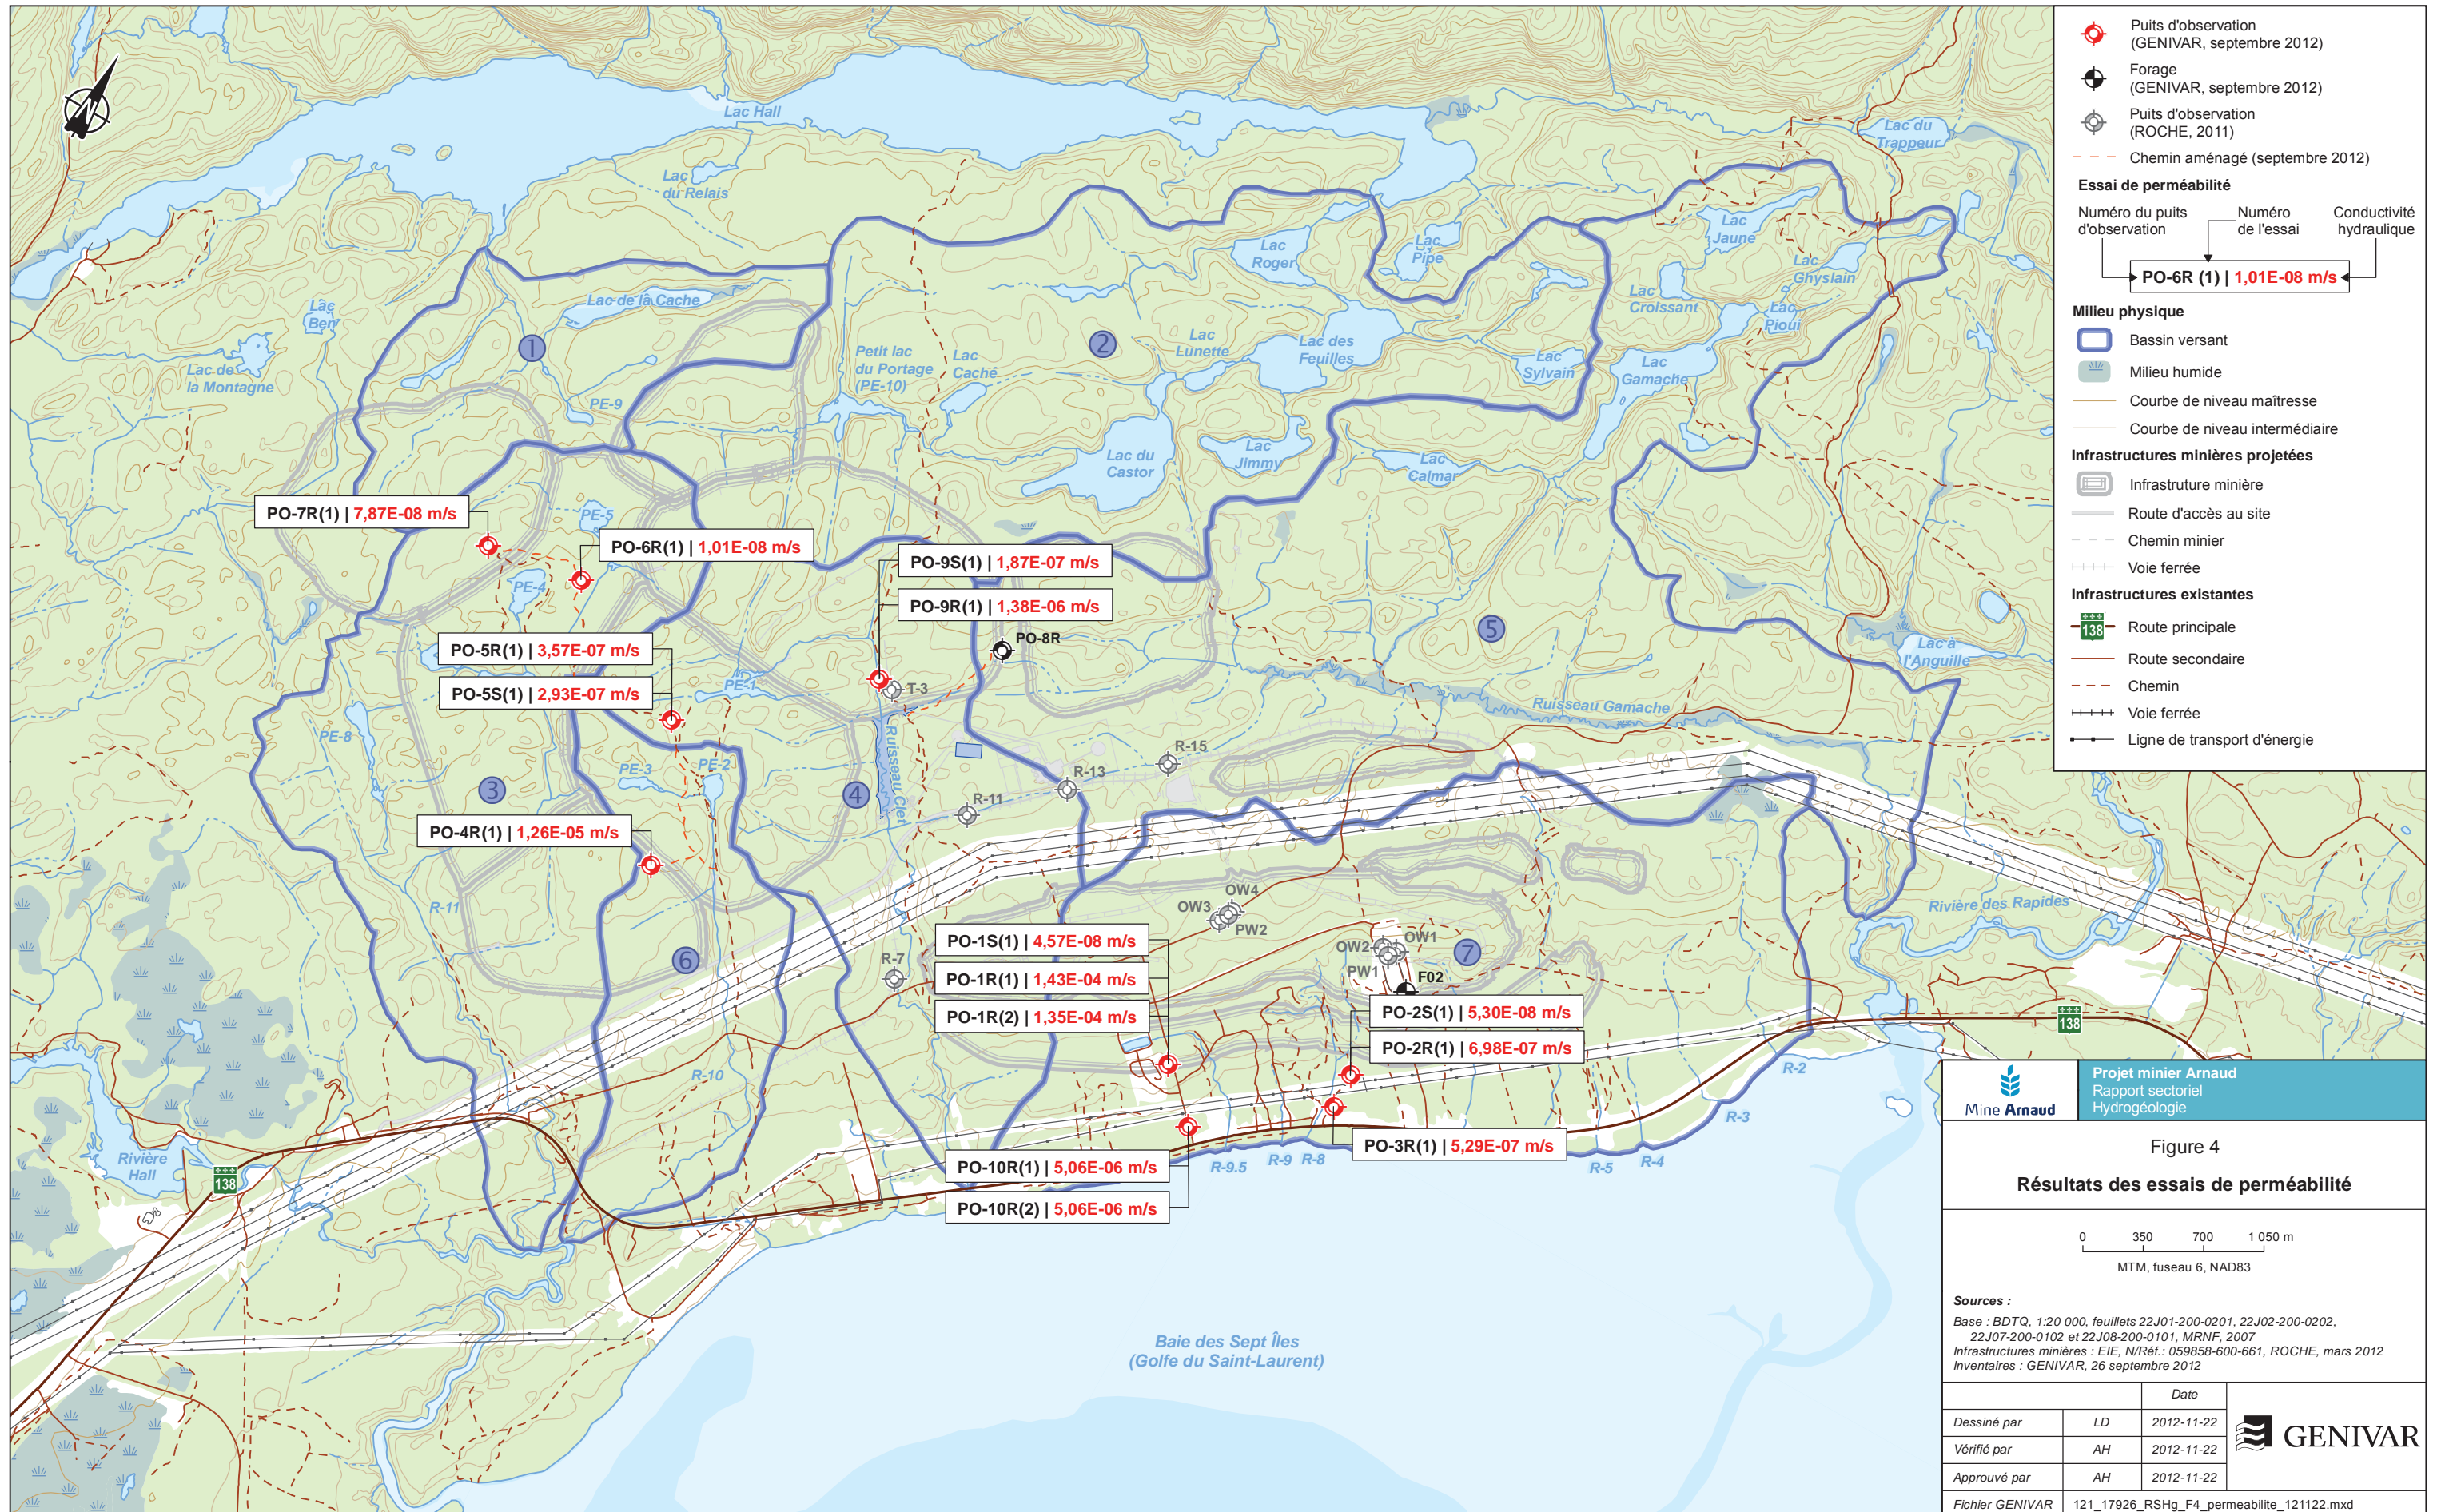 Lac Hall
Lac
du Relais
Lac du
Trappeur
Lac
Jaune
Lac
Roger
Lac
Pipe
Lac
Ghyslain
Lac de la Cache
Lac
Croissant
Lac
Pioui
Lac
Ben
1
2
Lac de
la Montagne
Petit lac
du Portage
(PE-10)
Lac
Caché
Lac
Lunette
Lac des
Feuilles
Lac
Sylvain
Lac
Gamache
PE-9
Lac du
Castor
Lac
Jimmy
Lac
Calmar
PO-7R(1) | 7,87E-08 m/s
PE-5
PO-6R(1) | 1,01E-08 m/s
PE-4
PO-9S(1) | 1,87E-07 m/s
PO-9R(1) | 1,38E-06 m/s
PO-8R
5
PO-5R(1) | 3,57E-07 m/s
PO-5S(1) | 2,93E-07 m/s
PE-1
T-3
Lac à
l'Anguille
Ruisseau Gamache
PE-8
Ruisseau Clet
PE-3
PE-2
R-15
R-13
R-11
3
4
PO-4R(1) | 1,26E-05 m/s
R-11
OW4
OW3
PW2
Rivière des Rapides
PO-1S(1) | 4,57E-08 m/s
PO-1R(1) | 1,43E-04 m/s
PO-1R(2) | 1,35E-04 m/s
OW2
OW1
PW1
7
6
R-7
F02
PO-2S(1) | 5,30E-08 m/s
PO-2R(1) | 6,98E-07 m/s
138
R-10
R-2
R-3
PO-3R(1) | 5,29E-07 m/s
PO-10R(1) | 5,06E-06 m/s
PO-10R(2) | 5,06E-06 m/s
R-9.5
R-9
R-8
R-5
R-4
Rivière
Hall
138
Baie des Sept Îles
(Golfe du Saint-Laurent)
Puits d'observation
(GENIVAR, septembre 2012)
Forage
(GENIVAR, septembre 2012)
Puits d'observation
(ROCHE, 2011)
Chemin aménagé (septembre 2012)
Essai de perméabilité
Numéro du puits
d'observation
Numéro
de l'essai
Conductivité
hydraulique
PO-6R (1) | 1,01E-08 m/s
Milieu physique
Bassin versant
Milieu humide
Courbe de niveau maîtresse
Courbe de niveau intermédiaire
Infrastructures minières projetées
Infrastruture minière
Route d'accès au site
Chemin minier
Voie ferrée
Infrastructures existantes
138
Route principale
Route secondaire
Chemin
Voie ferrée
Ligne de transport d'énergie
Mine Arnaud
Projet minier Arnaud
Rapport sectoriel
Hydrogéologie
Figure 4
Résultats des essais de perméabilité
0 350 700 1 050 m
MTM, fuseau 6, NAD83
Sources :
Base : BDTQ, 1:20 000, feuillets 22J01-200-0201, 22J02-200-0202,
22J07-200-0102 et 22J08-200-0101, MRNF, 2007
Infrastructures minières : EIE, N/Réf.: 059858-600-661, ROCHE, mars 2012
Inventaires : GENIVAR, 26 septembre 2012
Date
Dessiné par LD 2012-11-22
Vérifié par AH 2012-11-22
Approuvé par AH 2012-11-22
GENIVAR
Fichier GENIVAR 121_17926_RSHg_F4_permeabilite_121122.mxd